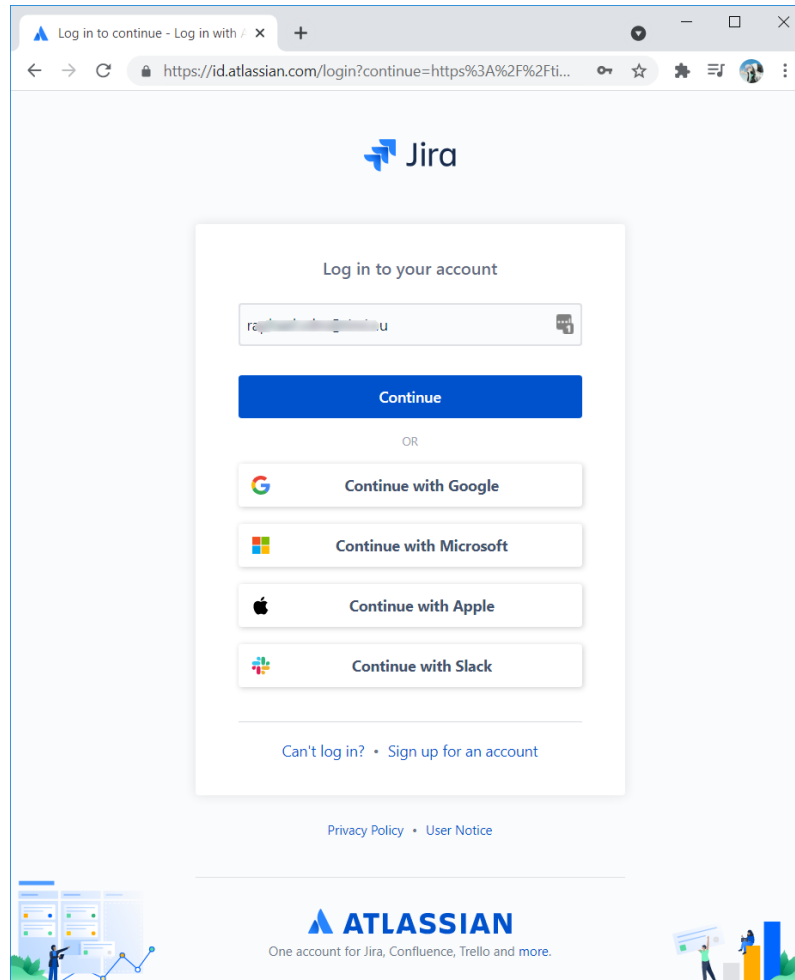 Log in to continue - Log in with
https://id.atlassian.com/login?continue=https%3A%2F%2Fti...
Jira
Log in to your account
1
Continue
OR
Continue with Google
Continue with Microsoft
Continue with Apple
Continue with Slack
Can't log in? • Sign up for an account
Privacy Policy • User Notice
ATLASSIAN
One account for Jira, Confluence, Trello and more.